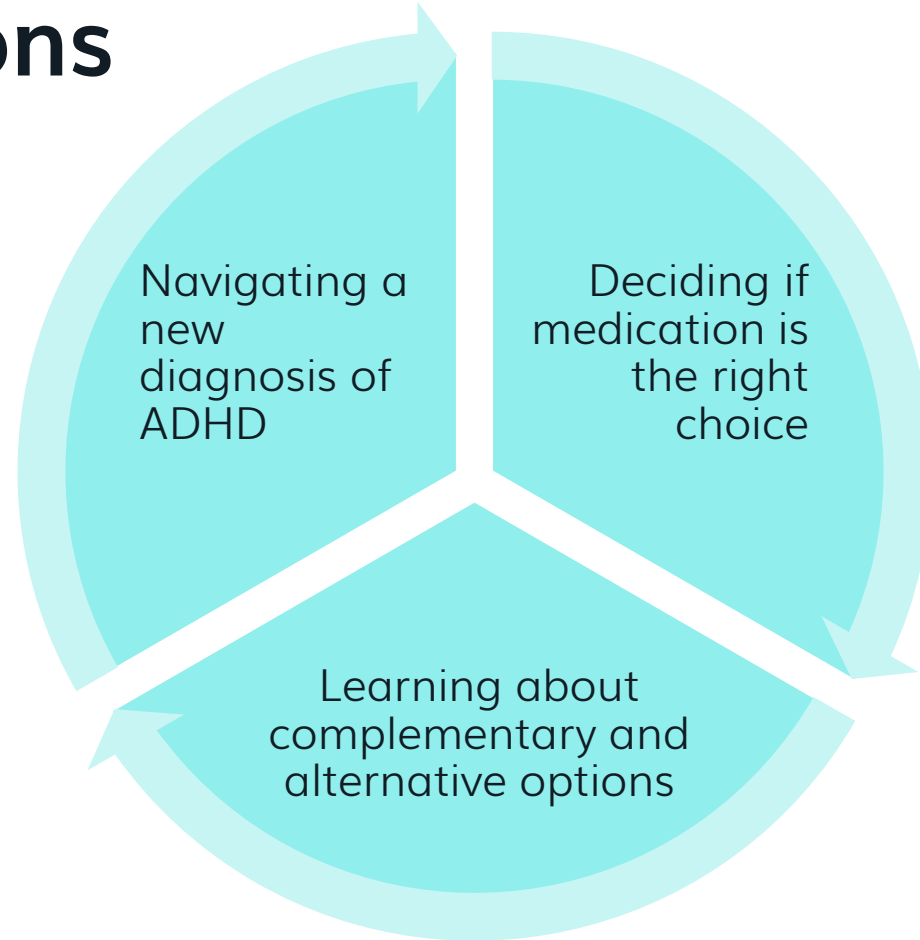 ons
Navigating a
new
diagnosis of
ADHD
Deciding if
medication is
the right
choice
Learning about
complementary and
alternative options